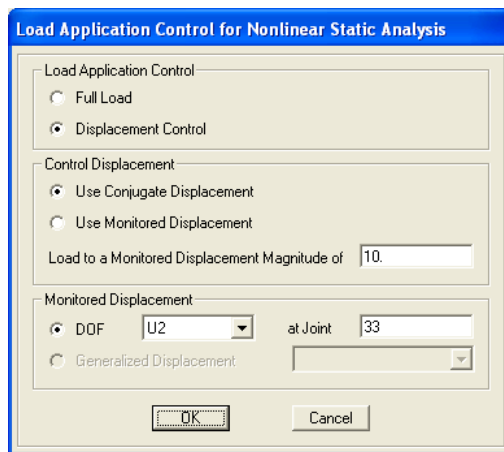 Load Application Control for Nonlinear Static Analysis
Load Application Control
Full Load
Displacement Control
Control Displacement
Use Conjugate Displacement
Use Monitored Displacement
Load to a Monitored Displacement Magnitude of 10.
Monitored Displacement
DOF U2 at Joint 33
Generalized Displacement
OK Cancel